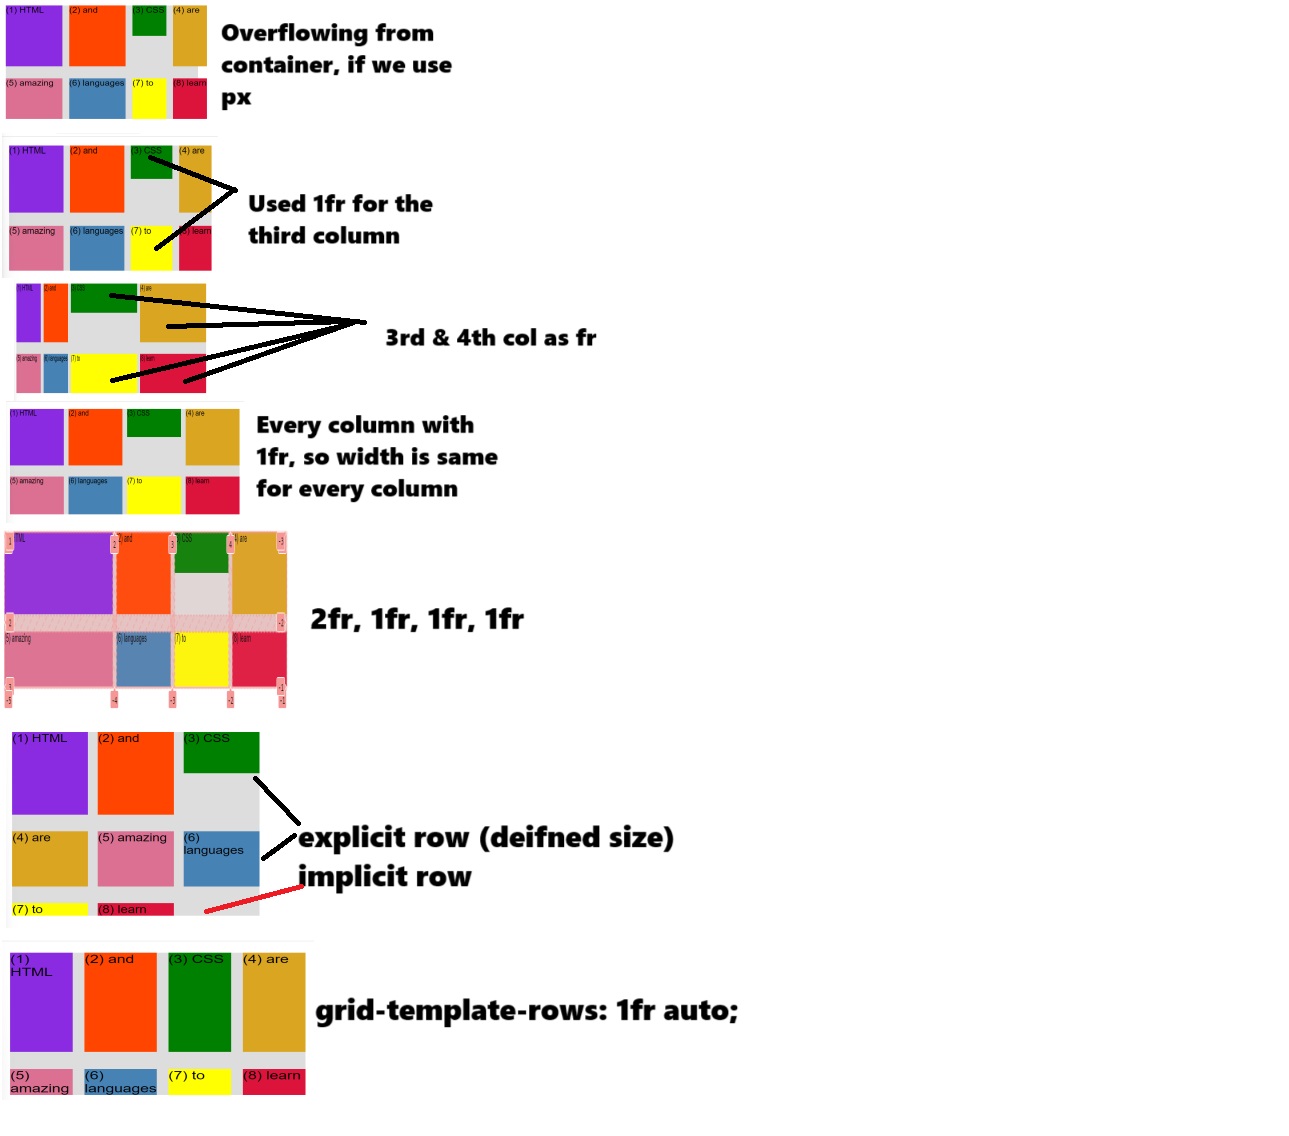 (1) HTML (2) and (3) CSS (4) are
Overflowing from
container, if we use
px
(5) amazing (6) languages (7) to (8) learn
(1) HTML (2) and (3) CSS (4) are
Used 1fr for the
third column
(5) amazing (6) languages (7) to learn
(1) HTML (2) and (3) CSS (4) are
3rd & 4th col as fr
(5) amazing (6) languages (7) to (8) learn
(1) HTML (2) and (3) CSS (4) are
Every column with
1fr, so width is same
for every column
(5) amazing (6) languages (7) to (8) learn
1 2 and 3 CSS 4 are -3
2fr, 1fr, 1fr, 1fr
2 -2
(5) amazing (6) languages (7) to (8) learn
3 -1
-5 -4 -3 -2 -1
(1) HTML (2) and (3) CSS
(4) are (5) amazing (6)
languages
explicit row (deifned size)
implicit row
(7) to (8) learn
(1)
HTML
(2) and (3) CSS (4) are
grid-template-rows: 1fr auto;
(5)
amazing
(6)
languages
(7) to (8) learn